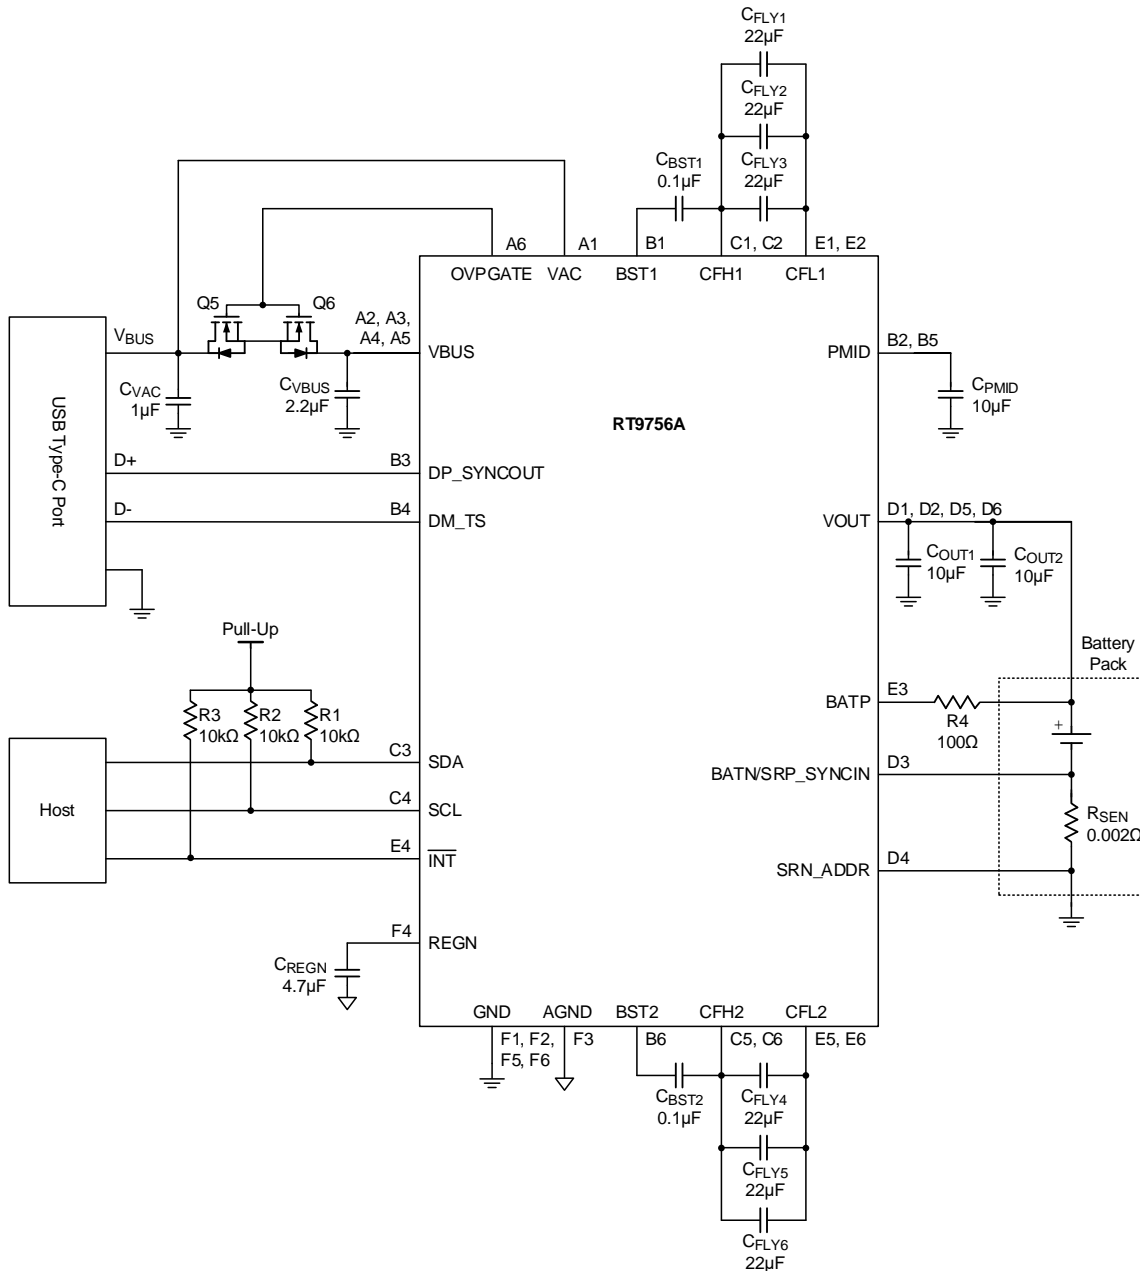 CFLY1
22µF
CFLY2
22µF
CBST1
0.1µF
CFLY3
22µF
A6
A1
B1
C1, C2
E1, E2
OVPGATE
VAC
BST1
CFH1
CFL1
Q5
Q6
A2, A3,
A4, A5
VBUS
VBUS
PMID
B2, B5
CVAC
1µF
CVBUS
2.2µF
CPMID
10µF
RT9756A
USB Type-C Port
D+
B3
DP_SYNCOUT
D-
B4
DM_TS
VOUT
D1, D2, D5, D6
COUT1
10µF
COUT2
10µF
Pull-Up
Battery
Pack
R3
10kΩ
R2
10kΩ
R1
10kΩ
BATP
E3
R4
100Ω
+
Host
C3
SDA
BATN/SRP_SYNCIN
D3
C4
SCL
RSEN
0.002Ω
E4
INT
SRN_ADDR
D4
F4
REGN
CREGN
4.7µF
GND
AGND
BST2
CFH2
CFL2
F1, F2,
F5, F6
F3
B6
C5, C6
E5, E6
CBST2
0.1µF
CFLY4
22µF
CFLY5
22µF
CFLY6
22µF